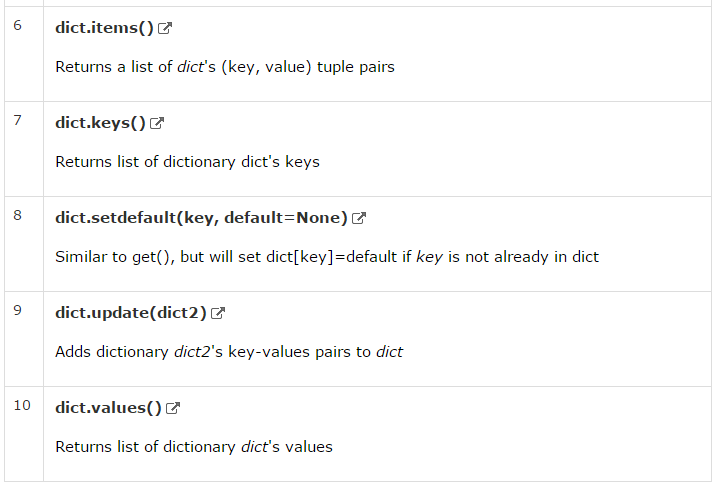 6 dict.items()
Returns a list of dict's (key, value) tuple pairs
7 dict.keys()
Returns list of dictionary dict's keys
8 dict.setdefault(key, default=None)
Similar to get(), but will set dict[key]=default if key is not already in dict
9 dict.update(dict2)
Adds dictionary dict2's key-values pairs to dict
10 dict.values()
Returns list of dictionary dict's values